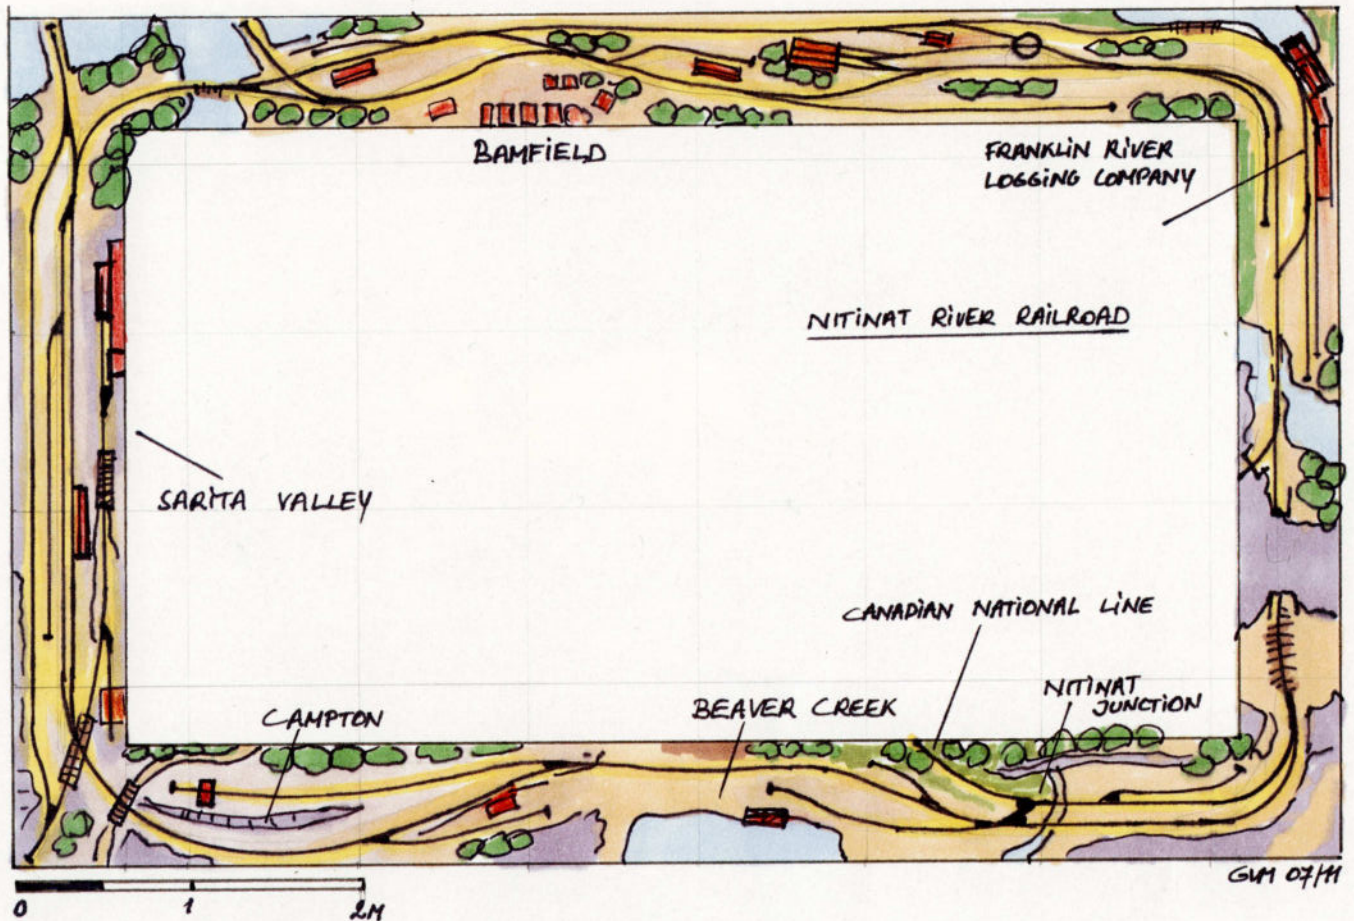 BAMFIELD
FRANKLIN RIVER
LOGGING COMPANY
NITINAT RIVER RAILROAD
SARITA VALLEY
CANADIAN NATIONAL LINE
NITINAT
JUNCTION
BEAVER CREEK
CAMPTON
GVM 07/11
0 1 2M